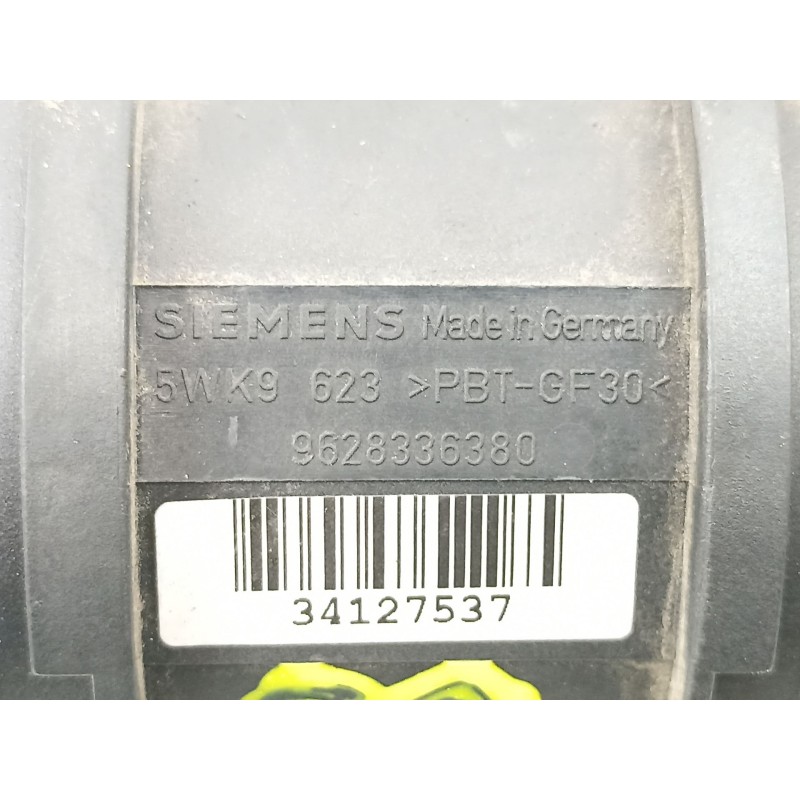 SIEMENS Made in Germany
5WK9 623 >PBT-GF30<
9628336380
34127537